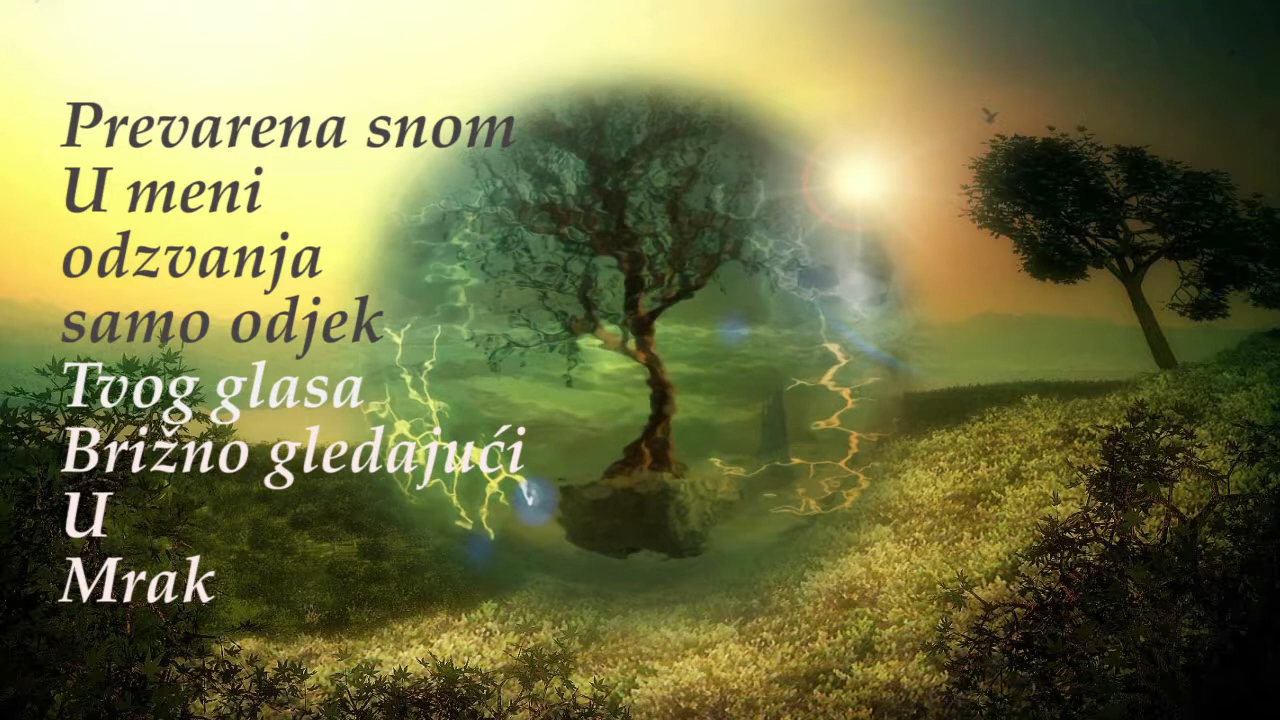 Prevarena snom
U meni
odzvanja
samo odjek
Tvog glasa
Brižno gledajući
U
Mrak